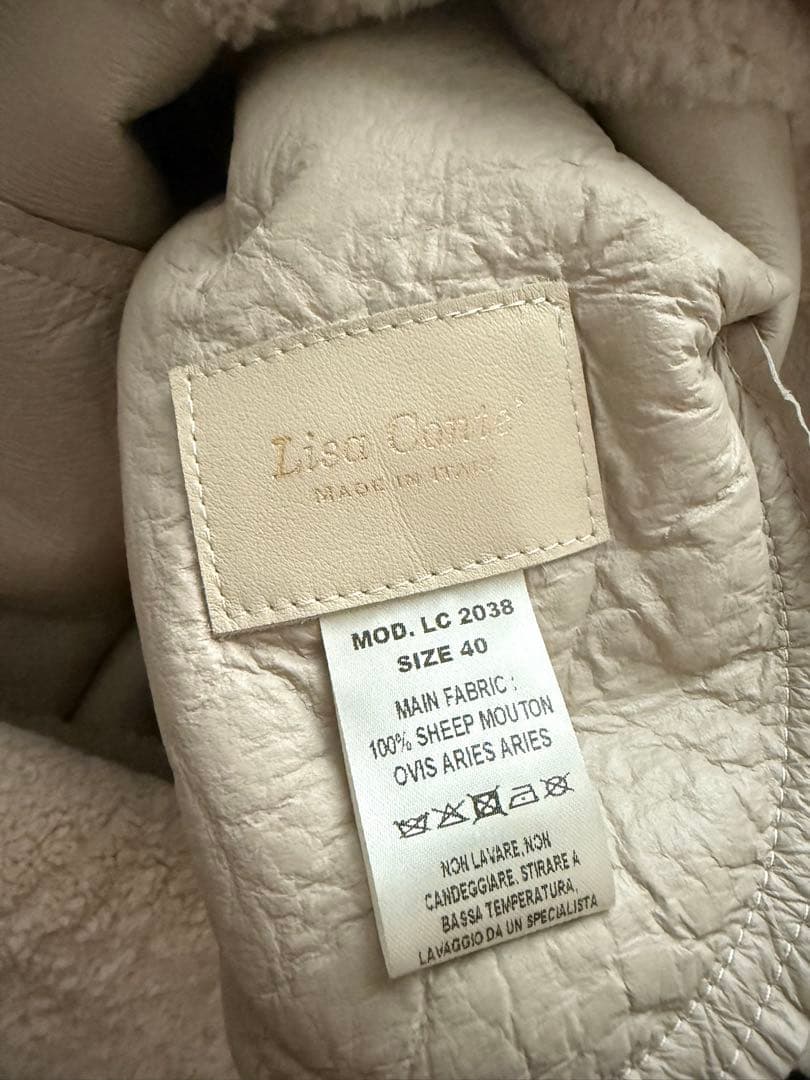 Lisa Conte
MADE IN ITALY
MOD. LC 2038
SIZE 40
MAIN FABRIC :
100% SHEEP MOUTON
OVIS ARIES ARIES
NON LAVARE, NON
CANDEGGIARE, STIRARE A
BASSA TEMPERATURA,
LAVAGGIO DA UN SPECIALISTA